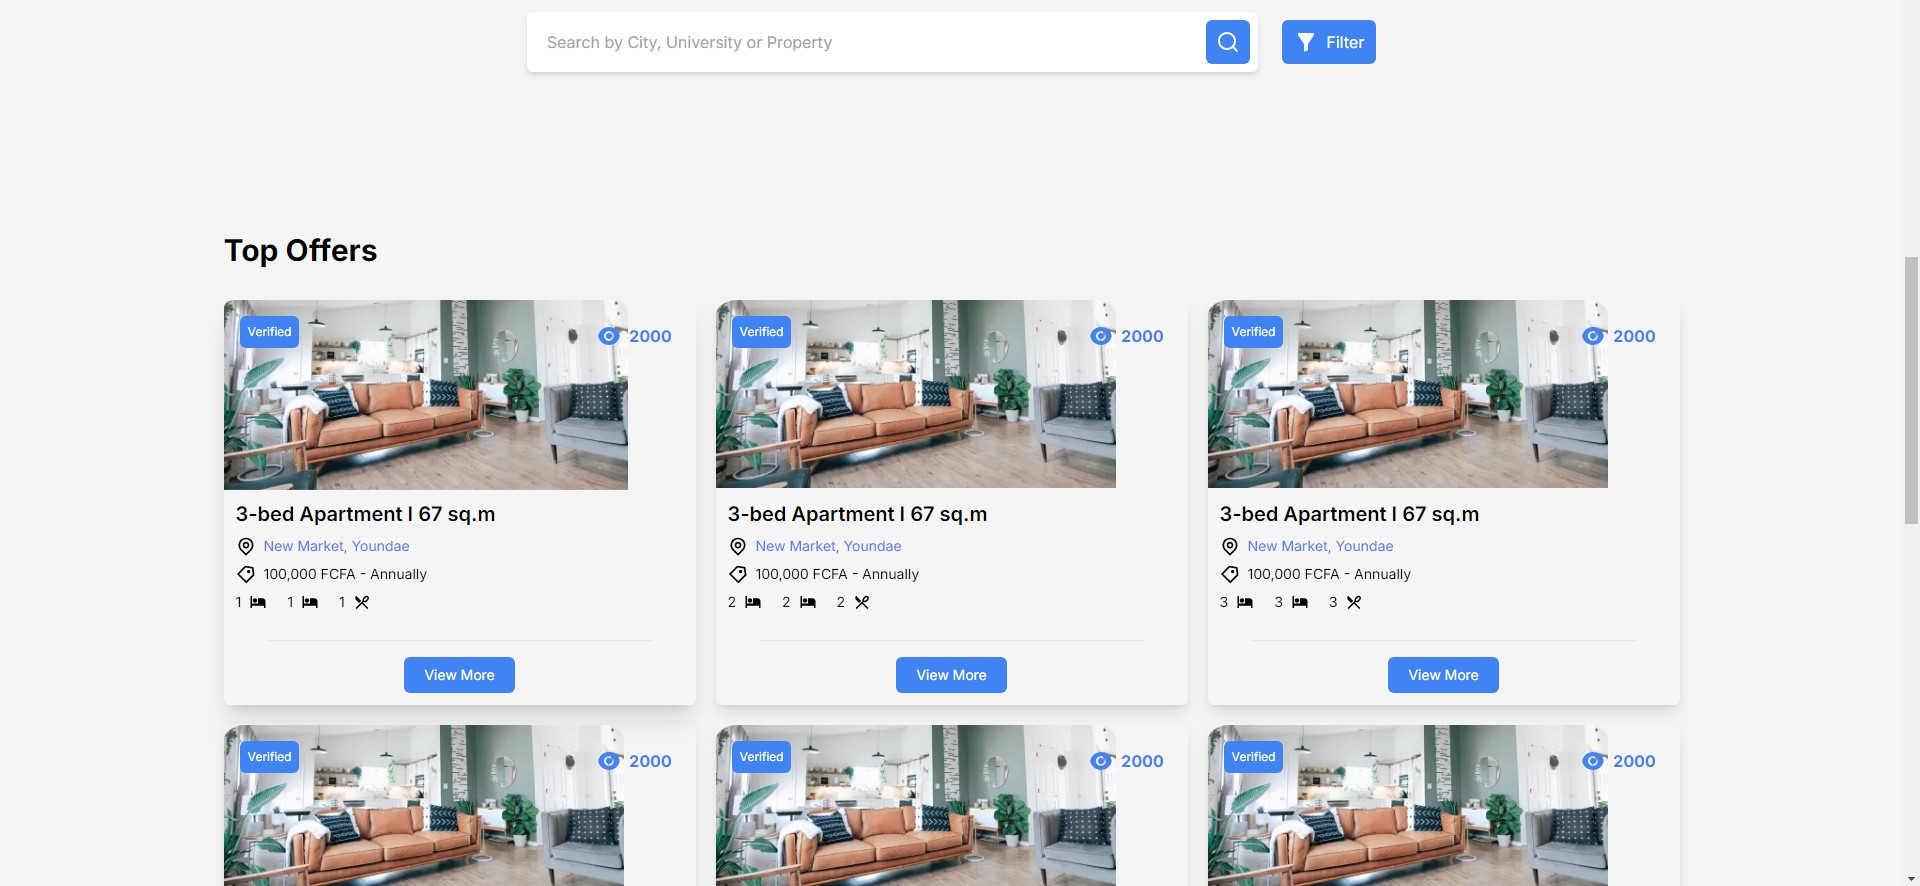 Search by City, University or Property
Filter
Top Offers
Verified
2000
Verified
2000
Verified
2000
3-bed Apartment l 67 sq.m
New Market, Youndae
100,000 FCFA - Annually
1 1 1
View More
3-bed Apartment l 67 sq.m
New Market, Youndae
100,000 FCFA - Annually
2 2 2
View More
3-bed Apartment l 67 sq.m
New Market, Youndae
100,000 FCFA - Annually
3 3 3
View More
Verified
2000
Verified
2000
Verified
2000